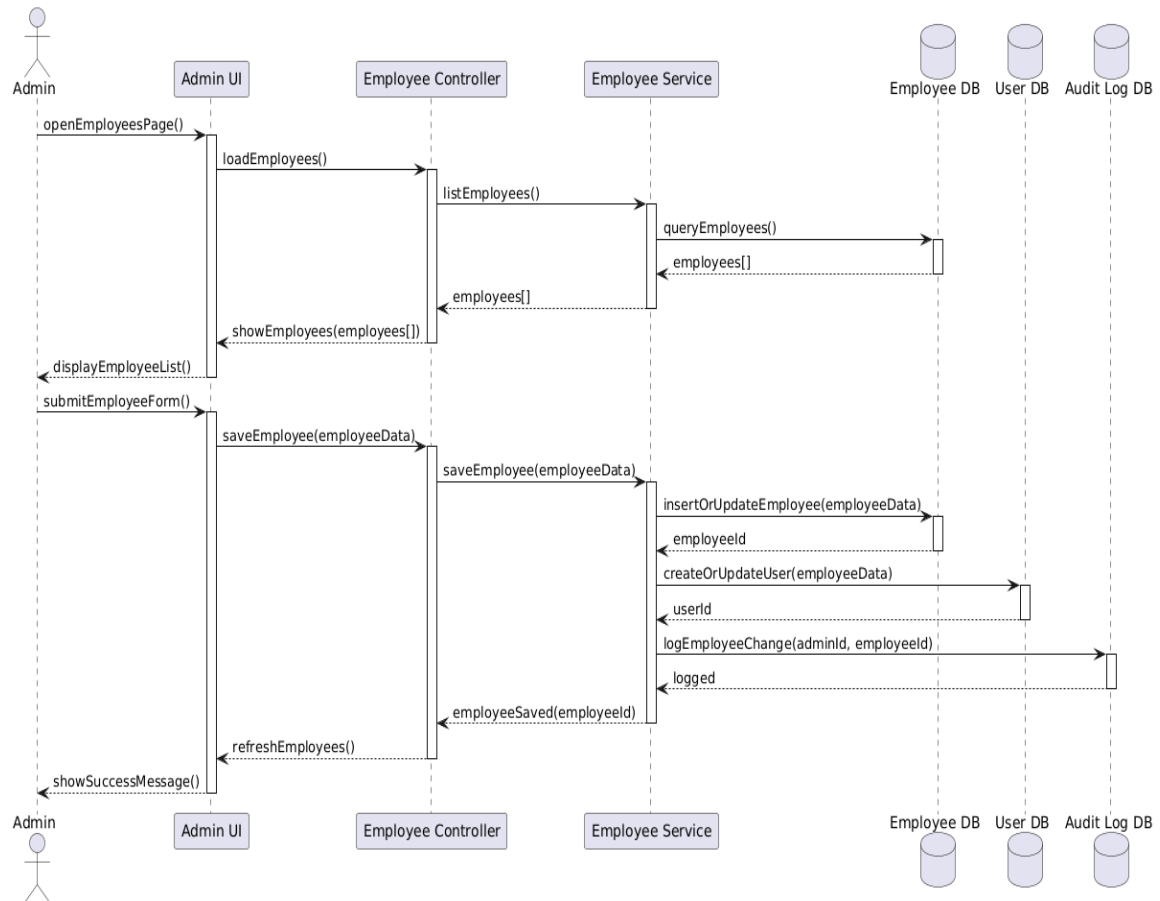 Admin
Admin UI
Employee Controller
Employee Service
Employee DB
User DB
Audit Log DB
openEmployeesPage()
loadEmployees()
listEmployees()
queryEmployees()
employees[]
employees[]
showEmployees(employees[])
displayEmployeeList()
submitEmployeeForm()
saveEmployee(employeeData)
saveEmployee(employeeData)
insertOrUpdateEmployee(employeeData)
employeeId
createOrUpdateUser(employeeData)
userId
logEmployeeChange(adminId, employeeId)
logged
employeeSaved(employeeId)
refreshEmployees()
showSuccessMessage()
Admin
Admin UI
Employee Controller
Employee Service
Employee DB
User DB
Audit Log DB